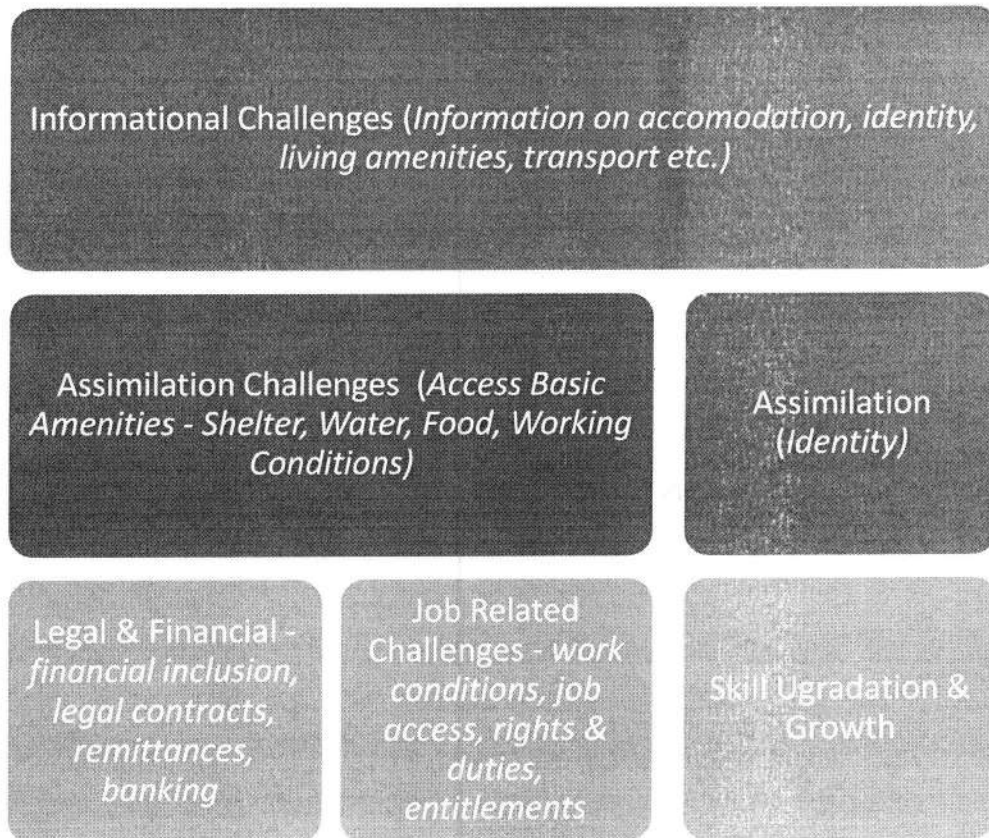 Informational Challenges (Information on accomodation, identity,
living amenities, transport etc.)
Assimilation Challenges (Access Basic
Amenities - Shelter, Water, Food, Working
Conditions)
Assimilation
(Identity)
Legal & Financial -
financial inclusion,
legal contracts,
remittances,
banking
Job Related
Challenges - work
conditions, job
access, rights &
duties,
entitlements
Skill Ugradation &
Growth